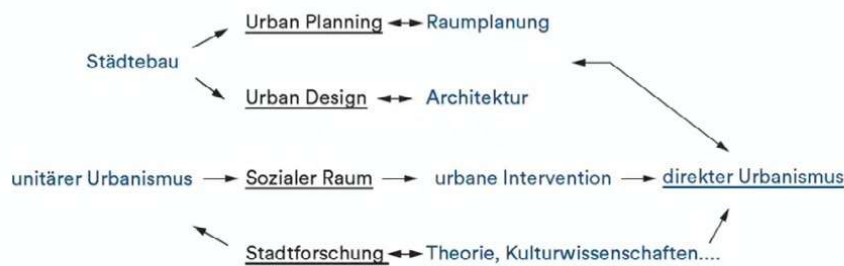 Urban Planning Raumplanung
Städtebau
Urban Design Architektur
unitärer Urbanismus Sozialer Raum urbane Intervention direkter Urbanismus
Stadtforschung Theorie, Kulturwissenschaften....